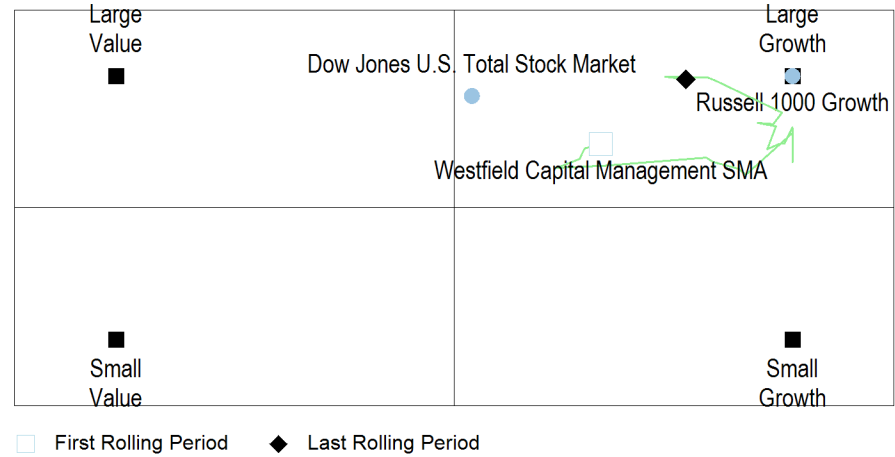 Large
Value
Large
Growth
Dow Jones U.S. Total Stock Market
Russell 1000 Growth
Westfield Capital Management SMA
Small
Value
Small
Growth
First Rolling Period
Last Rolling Period